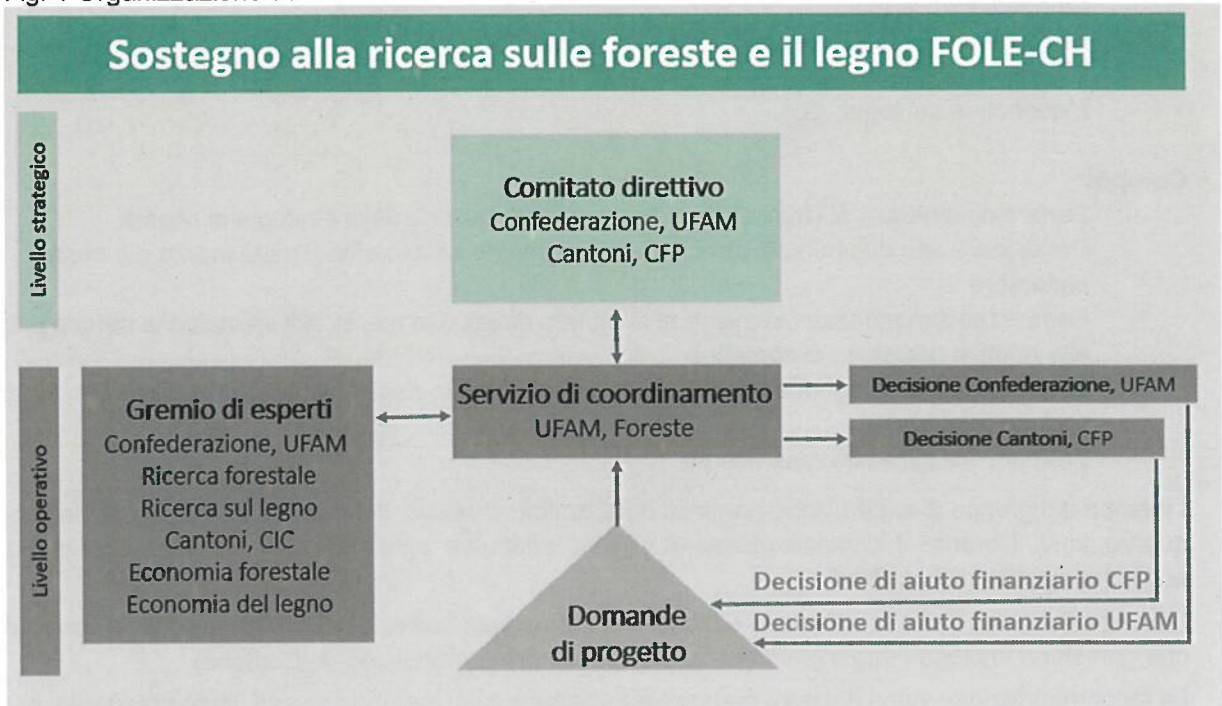 Sostegno alla ricerca sulle foreste e il legno FOLE-CH
Livello strategico
Comitato direttivo
Confederazione, UFAM
Cantoni, CFP
Livello operativo
Gremio di esperti
Confederazione, UFAM
Ricerca forestale
Ricerca sul legno
Cantoni, CIC
Economia forestale
Economia del legno
Servizio di coordinamento
UFAM, Foreste
Decisione Confederazione, UFAM
Decisione Cantoni, CFP
Decisione di aiuto finanziario CFP
Decisione di aiuto finanziario UFAM
Domande
di progetto